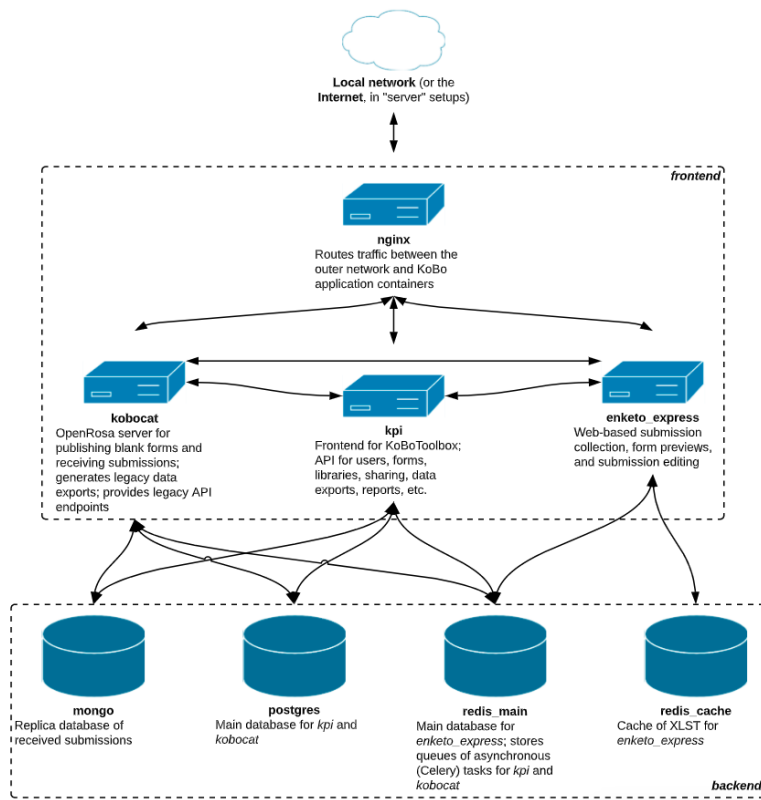 Local network (or the
Internet, in "server" setups)
frontend
nginx
Routes traffic between the
outer network and KoBo
application containers
kobocat
OpenRosa server for
publishing blank forms and
receiving submissions;
generates legacy data
exports; provides legacy API
endpoints
kpi
Frontend for KoBoToolbox;
API for users, forms,
libraries, sharing, data
exports, reports, etc.
enketo_express
Web-based submission
collection, form previews,
and submission editing
mongo
Replica database of
received submissions
postgres
Main database for kpi and
kobocat
redis_main
Main database for
enketo_express; stores
queues of asynchronous
(Celery) tasks for kpi and
kobocat
redis_cache
Cache of XLST for
enketo_express
backend